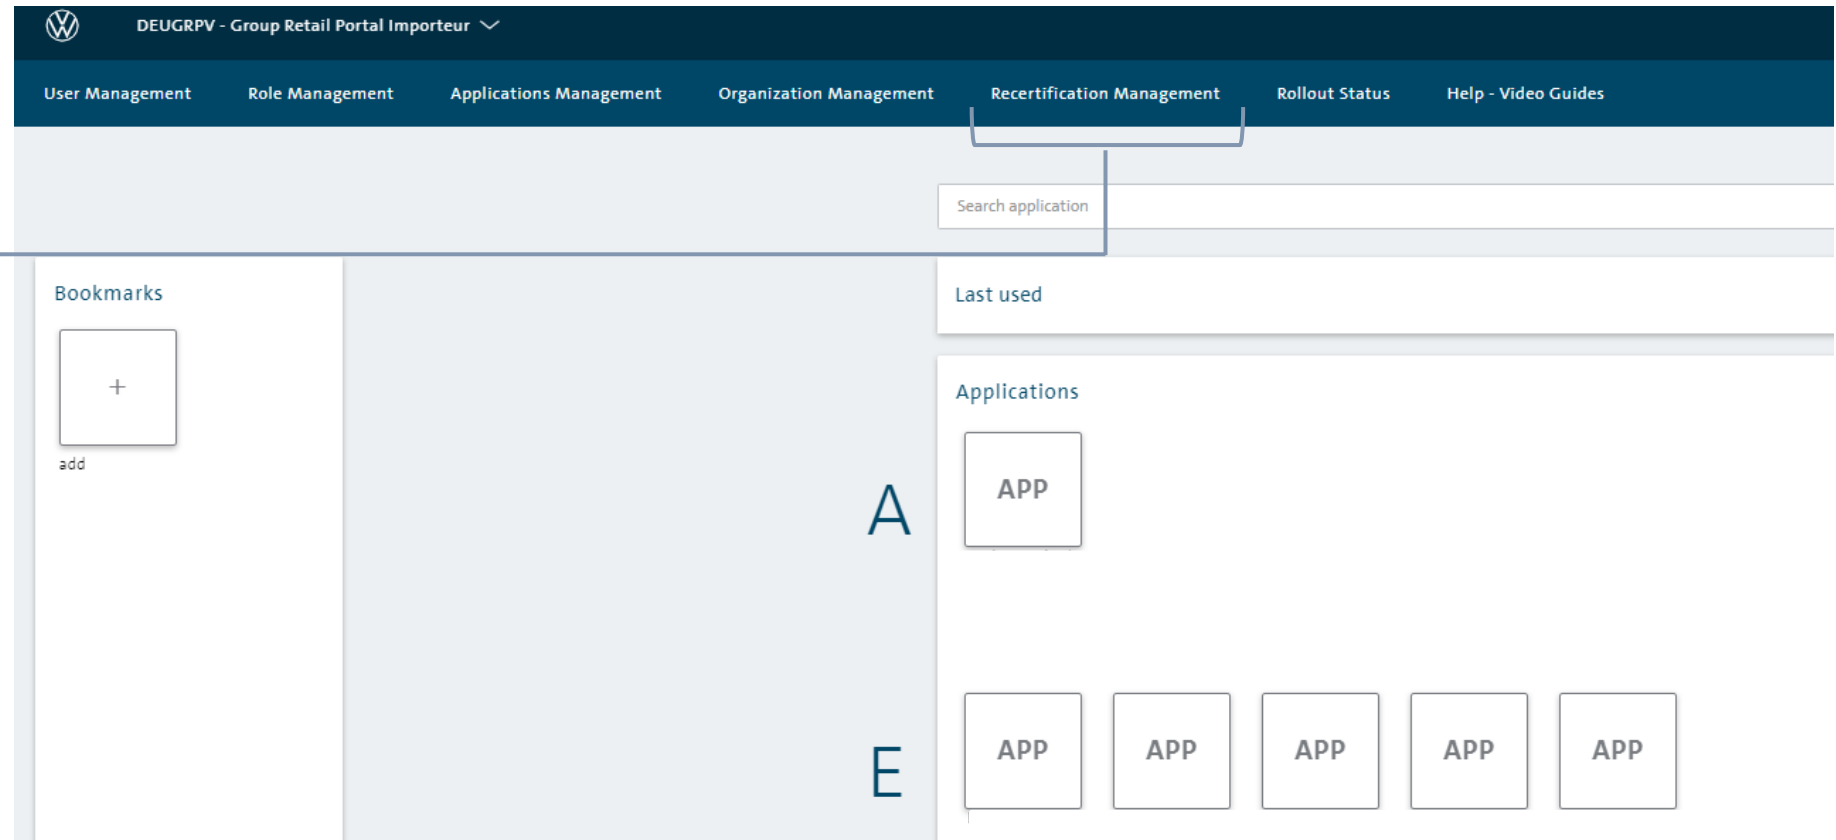 DEUGRPV - Group Retail Portal Importeur
User Management Role Management Applications Management Organization Management Recertification Management Rollout Status Help - Video Guides
Search application
Bookmarks
Last used
+
add
Applications
A
APP
E
APP APP APP APP APP